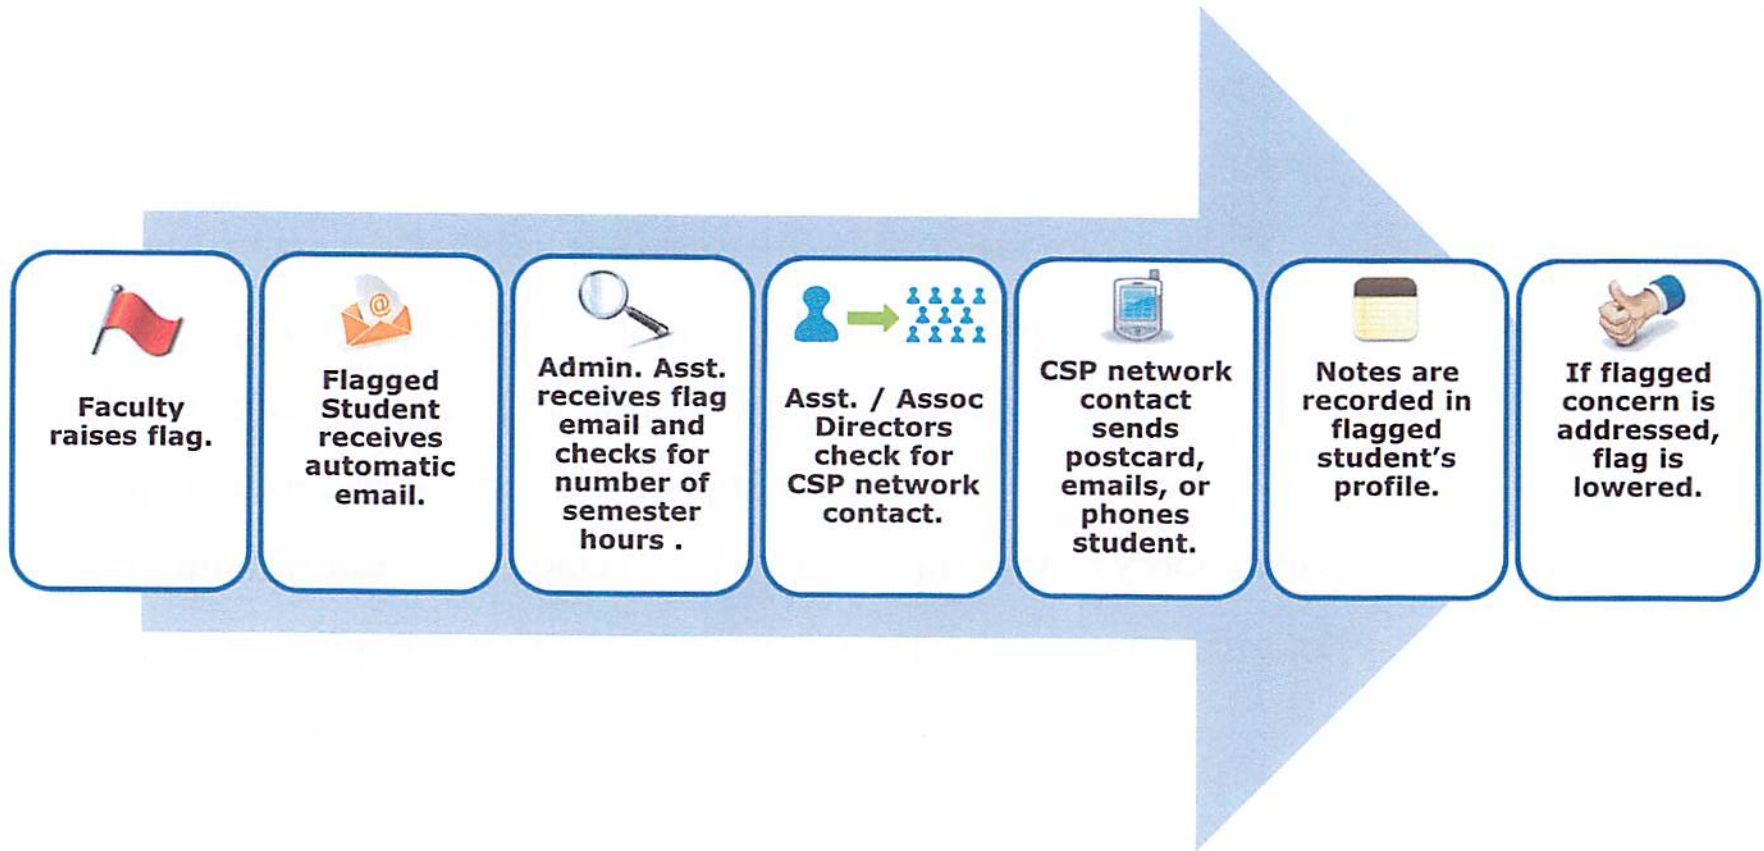 Faculty
raises flag.
@
Flagged
Student
receives
automatic
email.
Admin. Asst.
receives flag
email and
checks for
number of
semester
hours .
Asst. / Assoc
Directors
check for
CSP network
contact.
CSP network
contact
sends
postcard,
emails, or
phones
student.
Notes are
recorded in
flagged
student's
profile.
If flagged
concern is
addressed,
flag is
lowered.